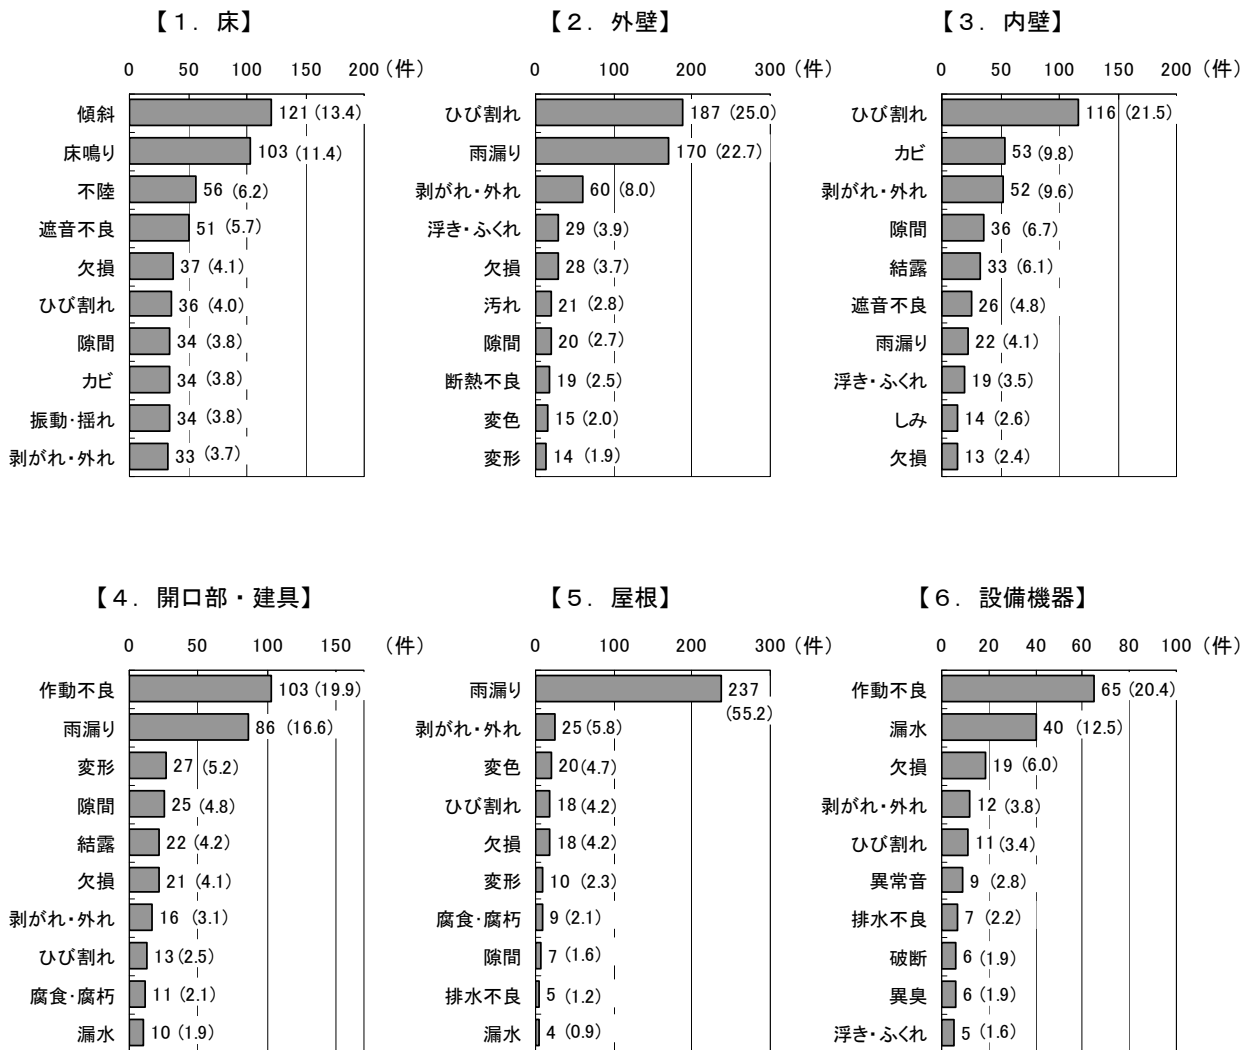 【１．床】
0 50 100 150 200（件）
傾斜 121 (13.4)
床鳴り 103 (11.4)
不陸 56 (6.2)
遮音不良 51 (5.7)
欠損 37 (4.1)
ひび割れ 36 (4.0)
隙間 34 (3.8)
カビ 34 (3.8)
振動・揺れ 34 (3.8)
剥がれ・外れ 33 (3.7)
【２．外壁】
0 100 200 300（件）
ひび割れ 187 (25.0)
雨漏り 170 (22.7)
剥がれ・外れ 60 (8.0)
浮き・ふくれ 29 (3.9)
欠損 28 (3.7)
汚れ 21 (2.8)
隙間 20 (2.7)
断熱不良 19 (2.5)
変色 15 (2.0)
変形 14 (1.9)
【３．内壁】
0 50 100 150 200（件）
ひび割れ 116 (21.5)
カビ 53 (9.8)
剥がれ・外れ 52 (9.6)
隙間 36 (6.7)
結露 33 (6.1)
遮音不良 26 (4.8)
雨漏り 22 (4.1)
浮き・ふくれ 19 (3.5)
しみ 14 (2.6)
欠損 13 (2.4)
【４．開口部・建具】
0 50 100 150 （件）
作動不良 103 (19.9)
雨漏り 86 (16.6)
変形 27 (5.2)
隙間 25 (4.8)
結露 22 (4.2)
欠損 21 (4.1)
剥がれ・外れ 16 (3.1)
ひび割れ 13 (2.5)
腐食・腐朽 11 (2.1)
漏水 10 (1.9)
【５．屋根】
0 100 200 300（件）
雨漏り 237
(55.2)
剥がれ・外れ 25 (5.8)
変色 20 (4.7)
ひび割れ 18 (4.2)
欠損 18 (4.2)
変形 10 (2.3)
腐食・腐朽 9 (2.1)
隙間 7 (1.6)
排水不良 5 (1.2)
漏水 4 (0.9)
【６．設備機器】
0 20 40 60 80 100（件）
作動不良 65 (20.4)
漏水 40 (12.5)
欠損 19 (6.0)
剥がれ・外れ 12 (3.8)
ひび割れ 11 (3.4)
異常音 9 (2.8)
排水不良 7 (2.2)
破断 6 (1.9)
異臭 6 (1.9)
浮き・ふくれ 5 (1.6)